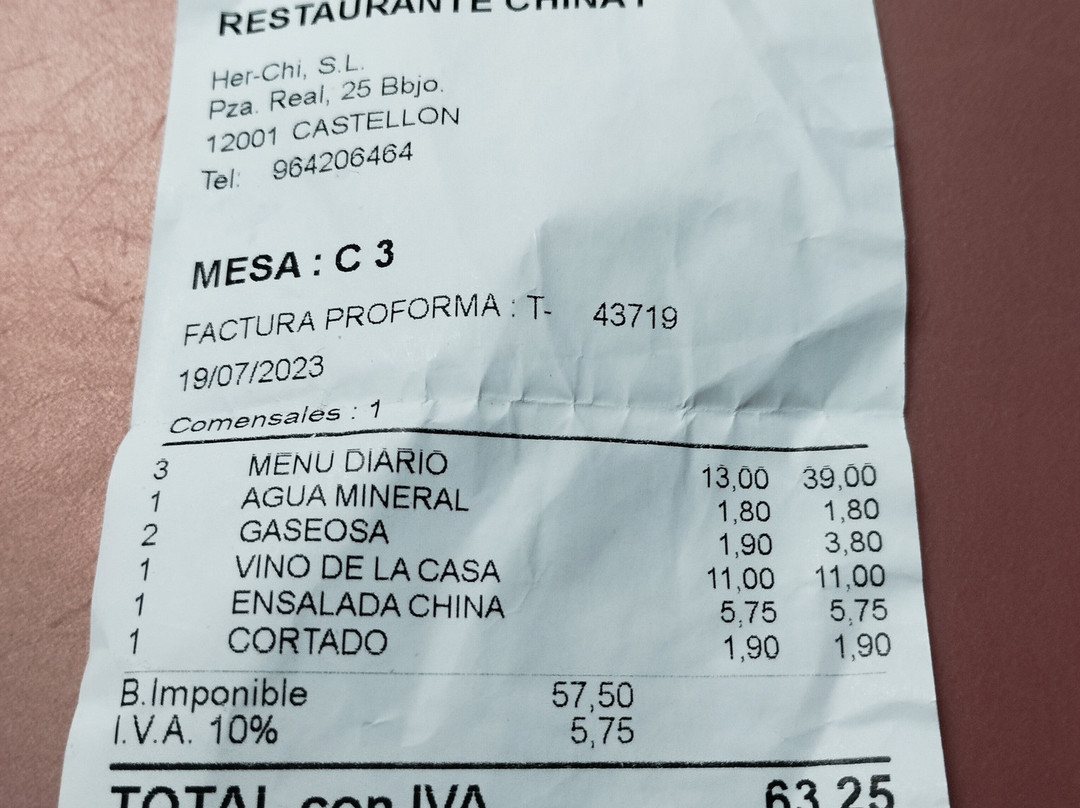 RESTAURANTE CHINA I
Her-Chi, S.L.
Pza. Real, 25 Bbjo.
12001 CASTELLON
Tel: 964206464
MESA : C 3
FACTURA PROFORMA : T- 43719
19/07/2023
Comensales : 1
3 MENU DIARIO 13,00 39,00
1 AGUA MINERAL 1,80 1,80
2 GASEOSA 1,90 3,80
1 VINO DE LA CASA 11,00 11,00
1 ENSALADA CHINA 5,75 5,75
1 CORTADO 1,90 1,90
B.Imponible 57,50
I.V.A. 10% 5,75
TOTAL con IVA 63,25